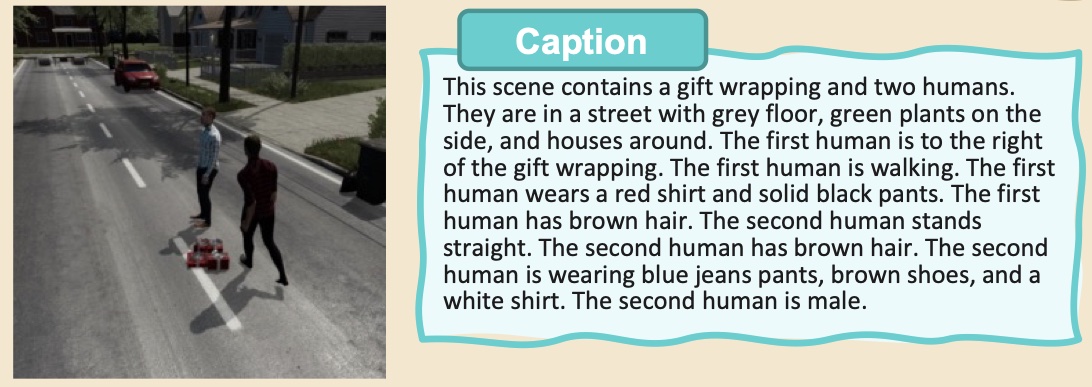 Caption
This scene contains a gift wrapping and two humans.
They are in a street with grey floor, green plants on the
side, and houses around. The first human is to the right
of the gift wrapping. The first human is walking. The first
human wears a red shirt and solid black pants. The first
human has brown hair. The second human stands
straight. The second human has brown hair. The second
human is wearing blue jeans pants, brown shoes, and a
white shirt. The second human is male.